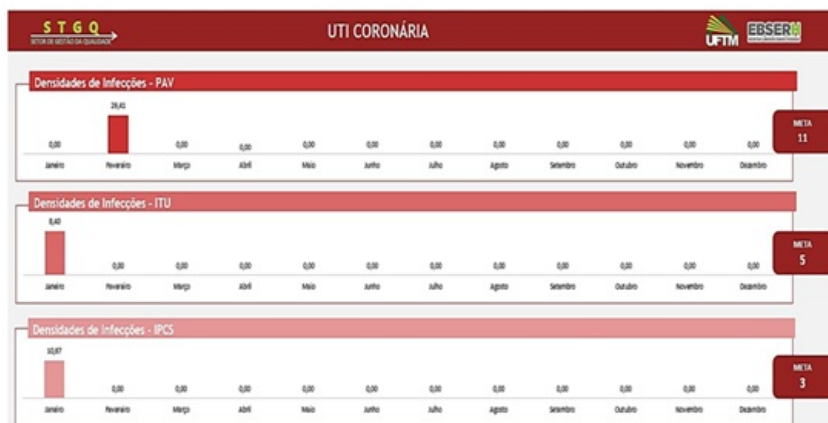 STGQ
SETOR DE GESTÃO DA QUALIDADE
UTI CORONÁRIA
UFTM
EBSERH
Densidades de Infecções - PAV
0,00 0,00 0,00 0,00 0,00 0,00 0,00 0,00 0,00 0,00 0,00
Janeiro Fevereiro Março Abril Maio Junho Julho Agosto Setembro Outubro Novembro Dezembro
META
11
Densidades de Infecções - ITU
8,40 0,00 0,00 0,00 0,00 0,00 0,00 0,00 0,00 0,00 0,00 0,00
Janeiro Fevereiro Março Abril Maio Junho Julho Agosto Setembro Outubro Novembro Dezembro
META
5
Densidades de Infecções - IPCS
10,87 0,00 0,00 0,00 0,00 0,00 0,00 0,00 0,00 0,00 0,00 0,00
Janeiro Fevereiro Março Abril Maio Junho Julho Agosto Setembro Outubro Novembro Dezembro
META
3